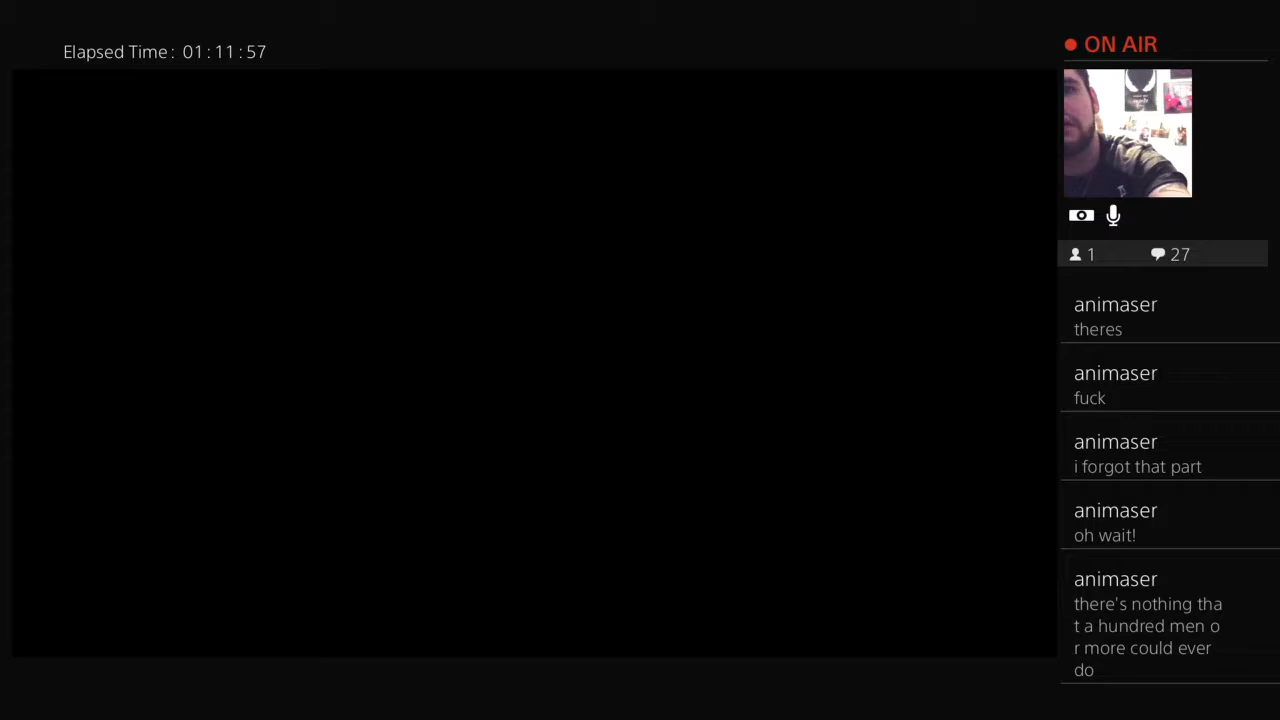 Elapsed Time: 01:11:57
ON AIR
1 27
animaser
theres
animaser
fuck
animaser
i forgot that part
animaser
oh wait!
animaser
there's nothing tha
t a hundred men o
r more could ever
do